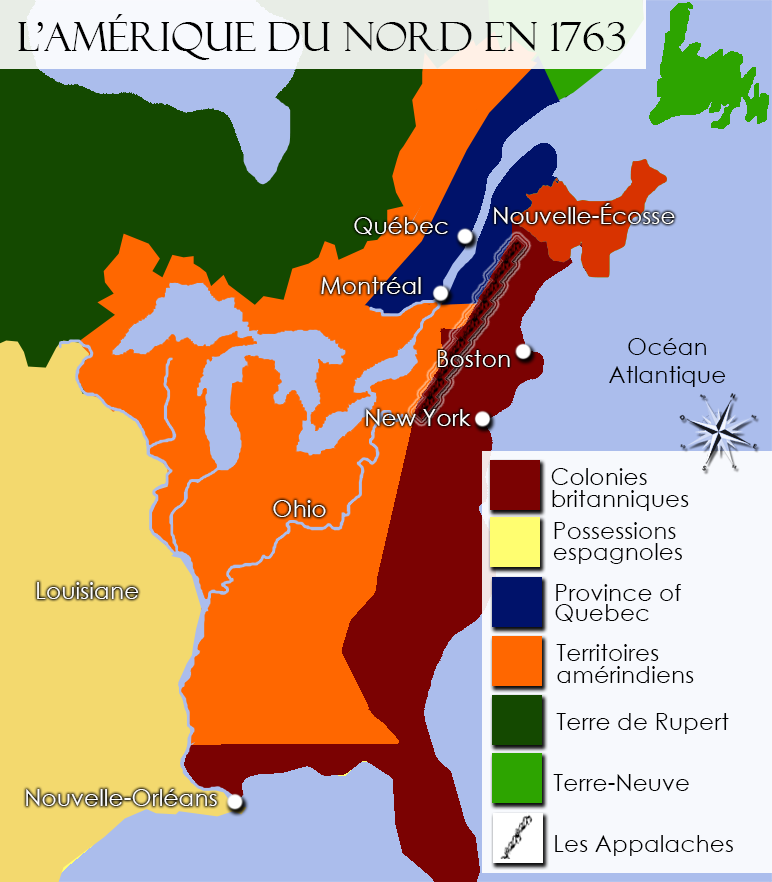 L'AMÉRIQUE DU NORD EN 1763
Québec
Nouvelle-Écosse
Montréal
Océan
Atlantique
Boston
New York
Ohio
Louisiane
Nouvelle-Orléans
Colonies
britanniques
Possessions
espagnoles
Province of
Quebec
Territoires
amérindiens
Terre de Rupert
Terre-Neuve
Les Appalaches